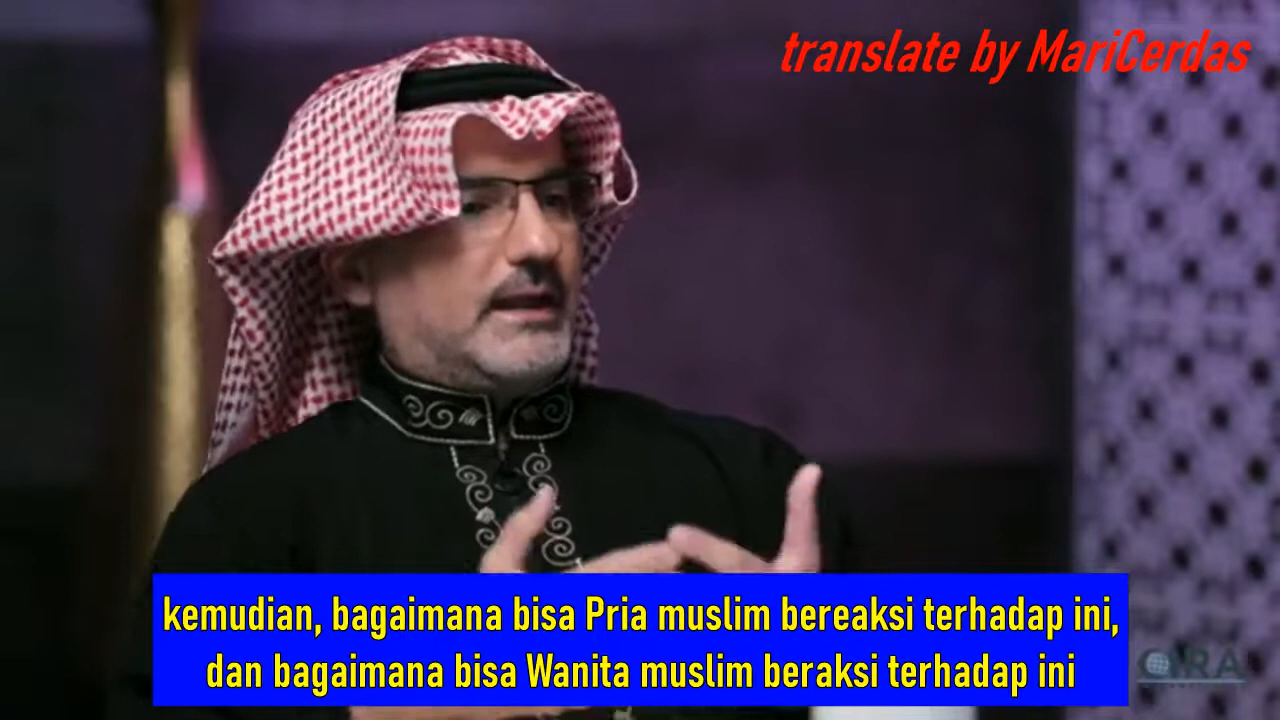 translate by MariCerdas
kemudian, bagaimana bisa Pria muslim bereaksi terhadap ini,
dan bagaimana bisa Wanita muslim beraksi terhadap ini
CIRA